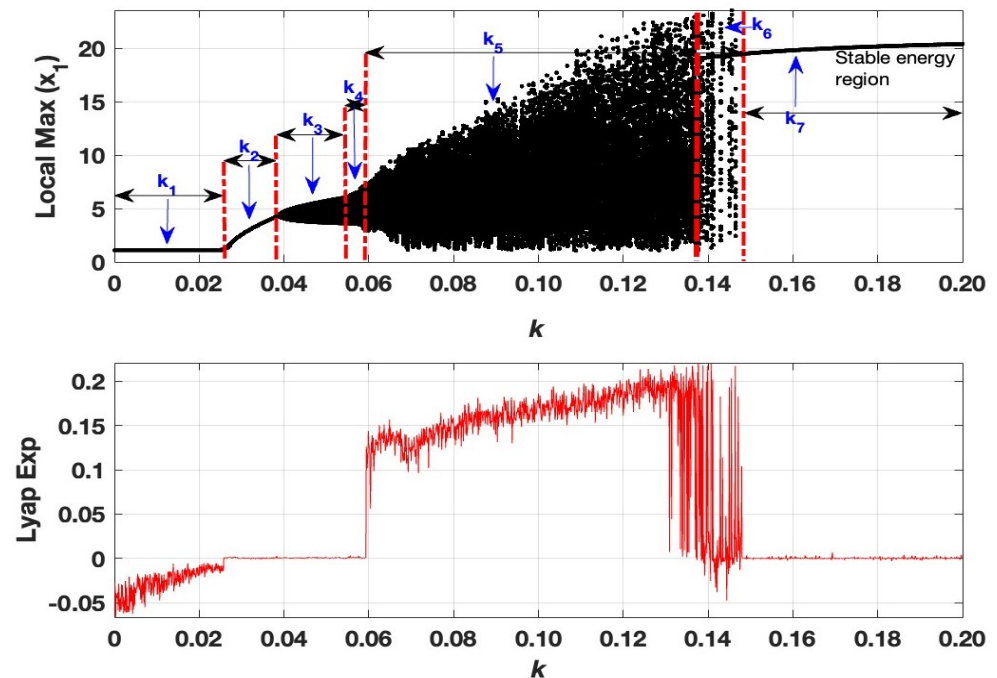 Local Max (x₁)
20
15
10
5
0
k₁
k₂
k₃
k₄
k₅
k₆
k₇
Stable energy
region
0 0.02 0.04 0.06 0.08 0.10 0.12 0.14 0.16 0.18 0.20
k
Lyap Exp
0.2
0.15
0.1
0.05
0
-0.05
0 0.02 0.04 0.06 0.08 0.10 0.12 0.14 0.16 0.18 0.20
k